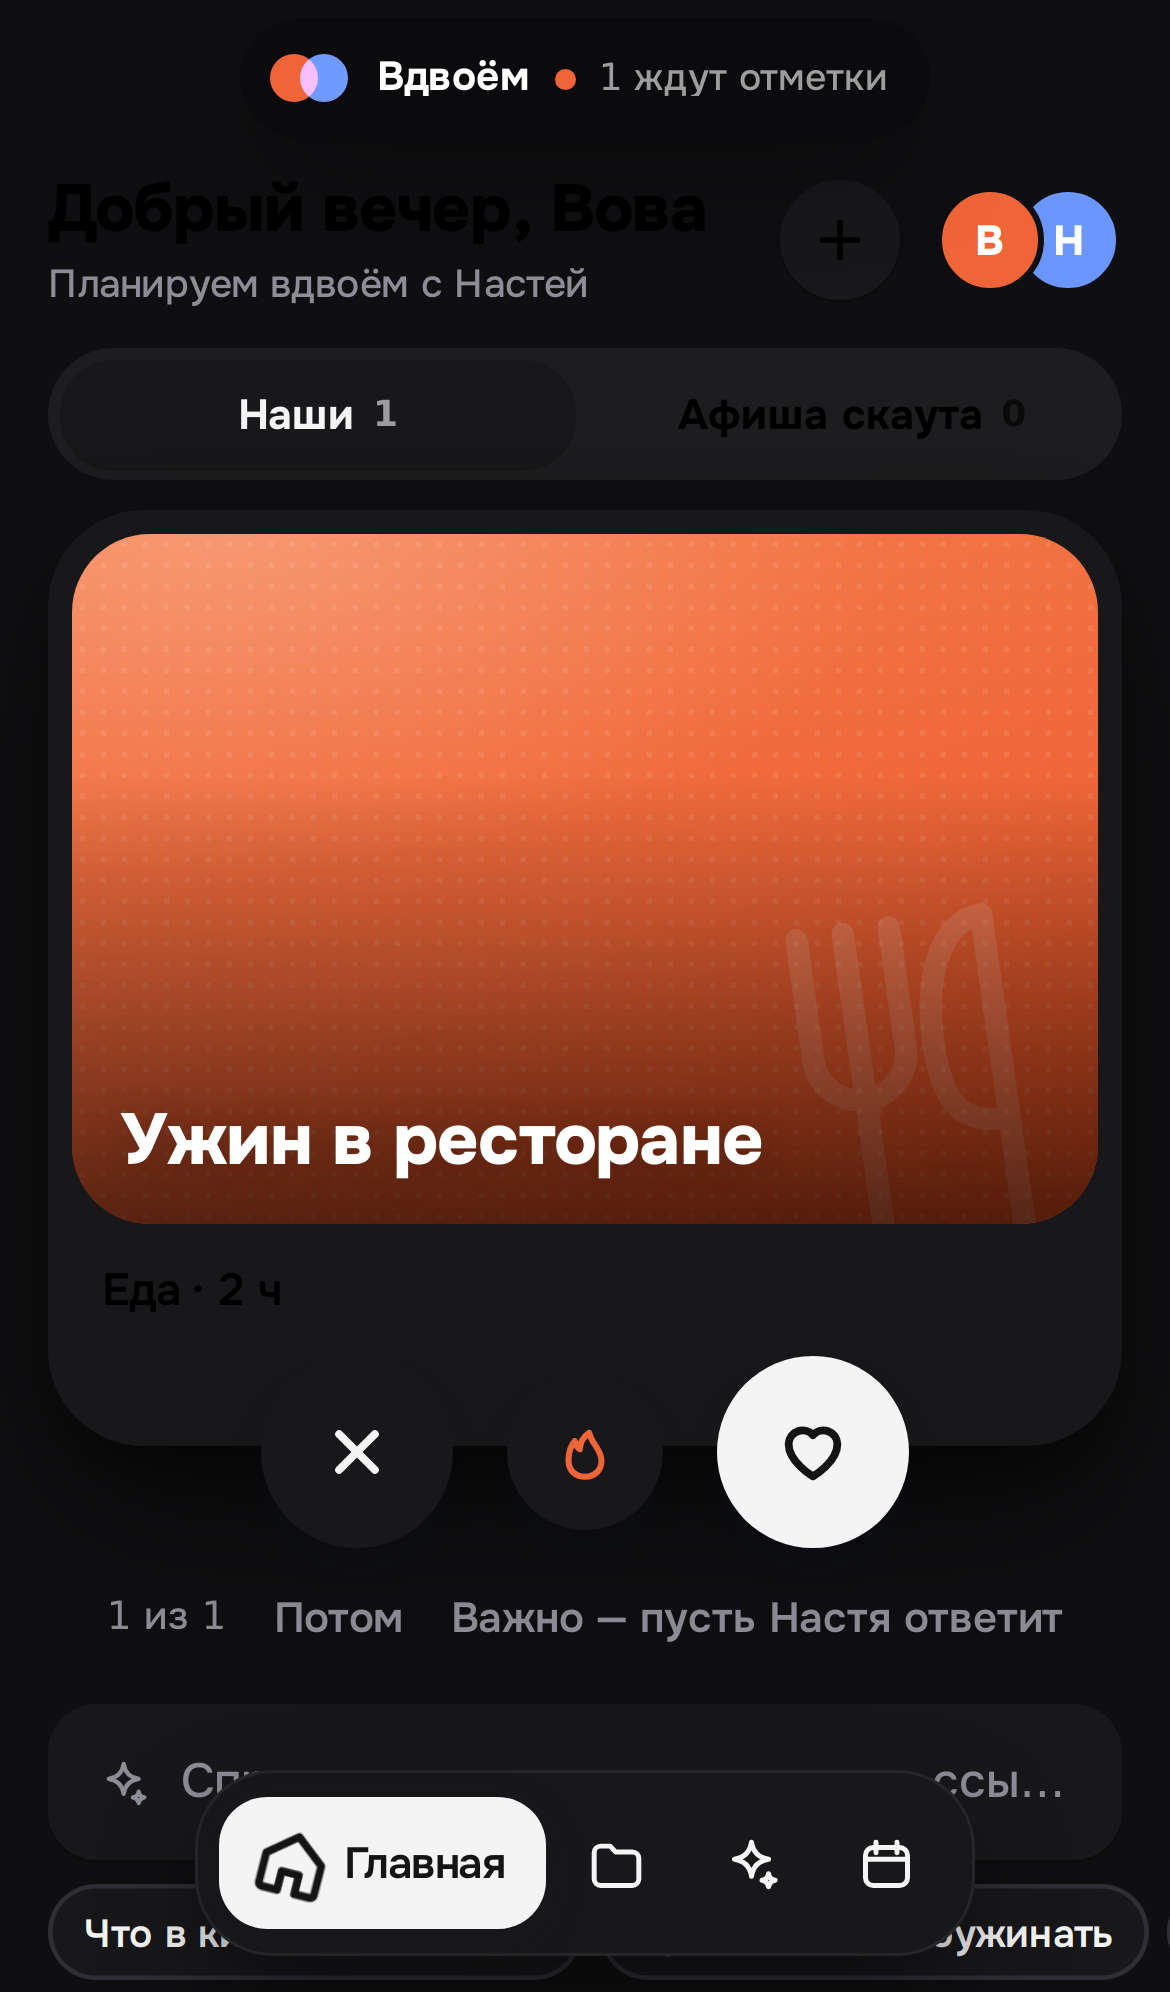 Вдвоём 1 ждут отметки
Добрый вечер, Вова
В Н
Планируем вдвоём с Настей
Наши 1 Афиша скаута 0
Ужин в ресторане
Еда · 2 ч
1 из 1 Потом Важно — пусть Настя ответит
Главная
Что в